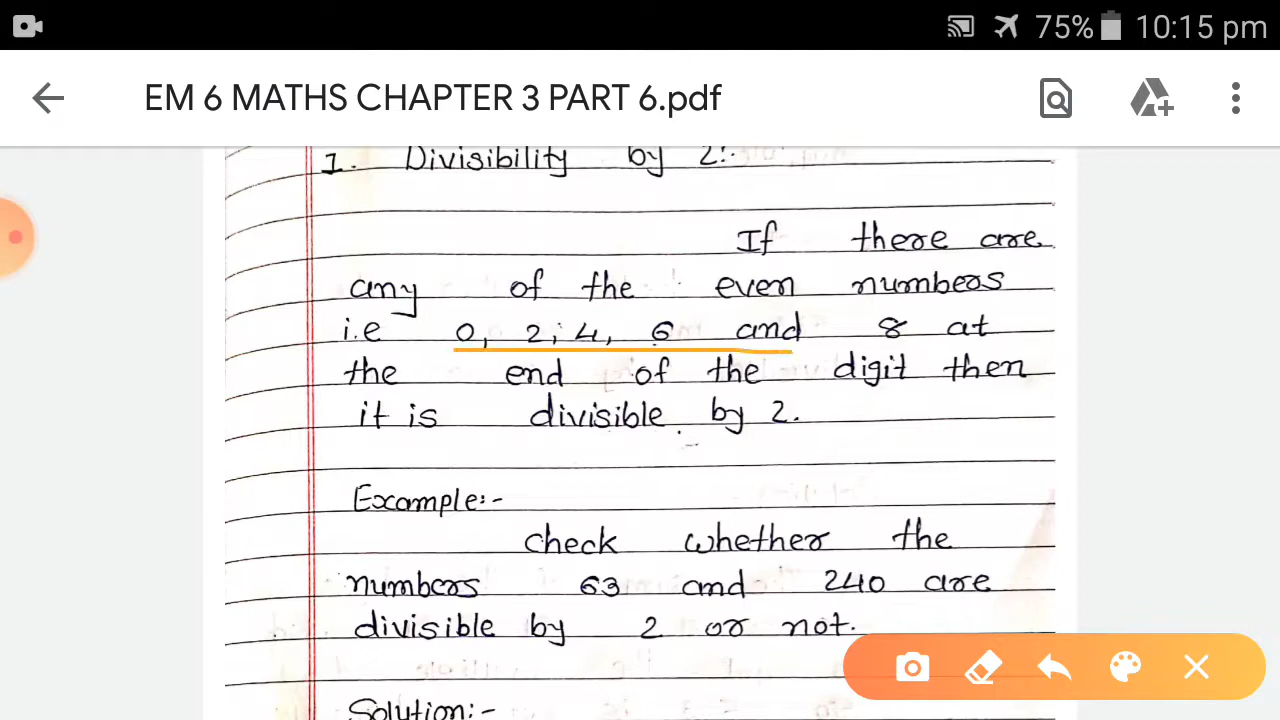 75% 10:15 pm
EM 6 MATHS CHAPTER 3 PART 6.pdf
1. Divisibility by 2:-
If there are
any of the even numbers
i.e 0, 2, 4, 6 and 8 at
the end of the digit then
it is divisible by 2.
Example:-
check whether the
numbers 63 and 240 are
divisible by 2 or not.
Solution:-